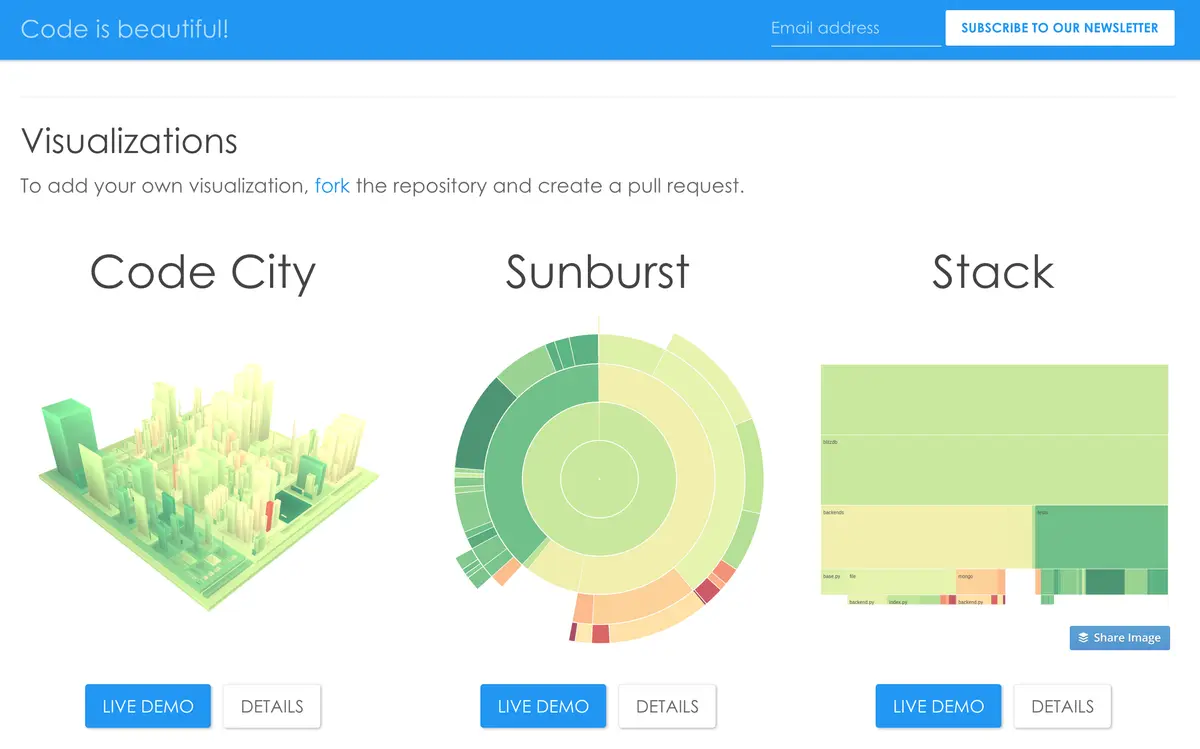 Code is beautiful!
Email address
SUBSCRIBE TO OUR NEWSLETTER
Visualizations
To add your own visualization, fork the repository and create a pull request.
Code City
Sunburst
Stack
blitzdb
backends
tests
base.py
file
mongo
backend.py
index.py
backend.py
Share Image
LIVE DEMO
DETAILS
LIVE DEMO
DETAILS
LIVE DEMO
DETAILS